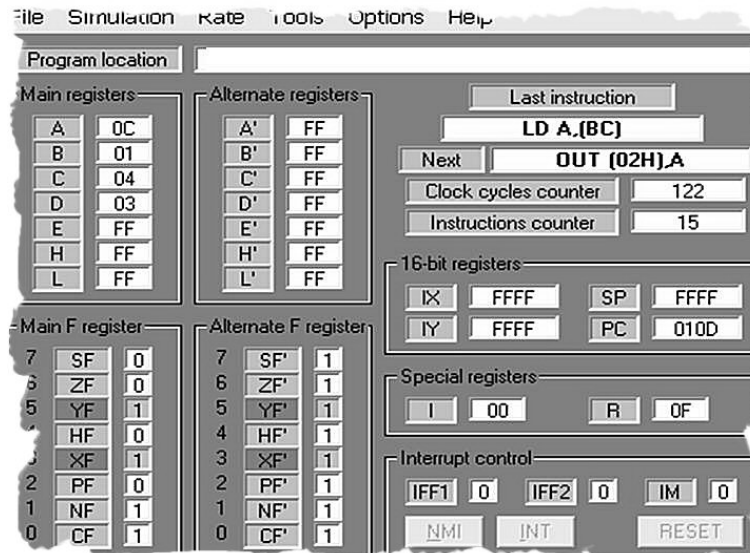 File Simulation Rate Tools Options Help
Program location
Main registers
A 0C
B 01
C 04
D 03
E FF
H FF
L FF
Alternate registers
A' FF
B' FF
C' FF
D' FF
E' FF
H' FF
L' FF
Last instruction
LD A,(BC)
Next OUT (02H),A
Clock cycles counter 122
Instructions counter 15
16-bit registers
IX FFFF SP FFFF
IY FFFF PC 010D
Main F register
7 SF 0
6 ZF 0
5 YF 1
4 HF 0
3 XF 1
2 PF 0
1 NF 1
0 CF 1
Alternate F register
7 SF' 1
6 ZF' 1
5 YF' 1
4 HF' 1
3 XF' 1
2 PF' 1
1 NF' 1
0 CF' 1
Special registers
I 00 R 0F
Interrupt control
IFF1 0 IFF2 0 IM 0
NMI INT RESET